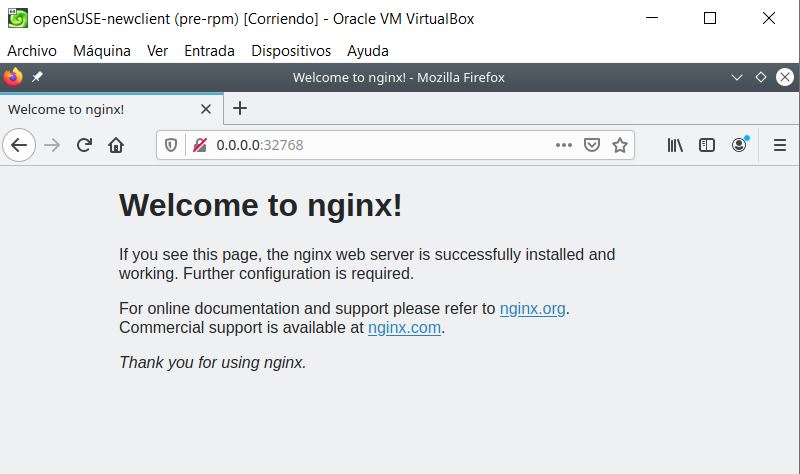 openSUSE-newclient (pre-rpm) [Corriendo] - Oracle VM VirtualBox
Archivo Máquina Ver Entrada Dispositivos Ayuda
Welcome to nginx! - Mozilla Firefox
Welcome to nginx!
0.0.0.0:32768
Welcome to nginx!
If you see this page, the nginx web server is successfully installed and
working. Further configuration is required.
For online documentation and support please refer to nginx.org.
Commercial support is available at nginx.com.
Thank you for using nginx.